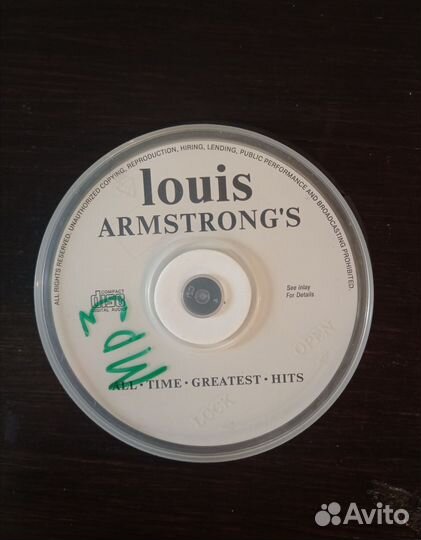 ALL RIGHTS RESERVED. UNAUTHORIZED COPYING, REPRODUCTION, HIRING, LENDING, PUBLIC PERFORMANCE AND BROADCASTING PROHIBITED.
louis
ARMSTRONG'S
COMPACT
disc
DIGITAL AUDIO
See Inlay
For Details
MP3
OPEN
ALL · TIME · GREATEST · HITS
LOCK
Avito